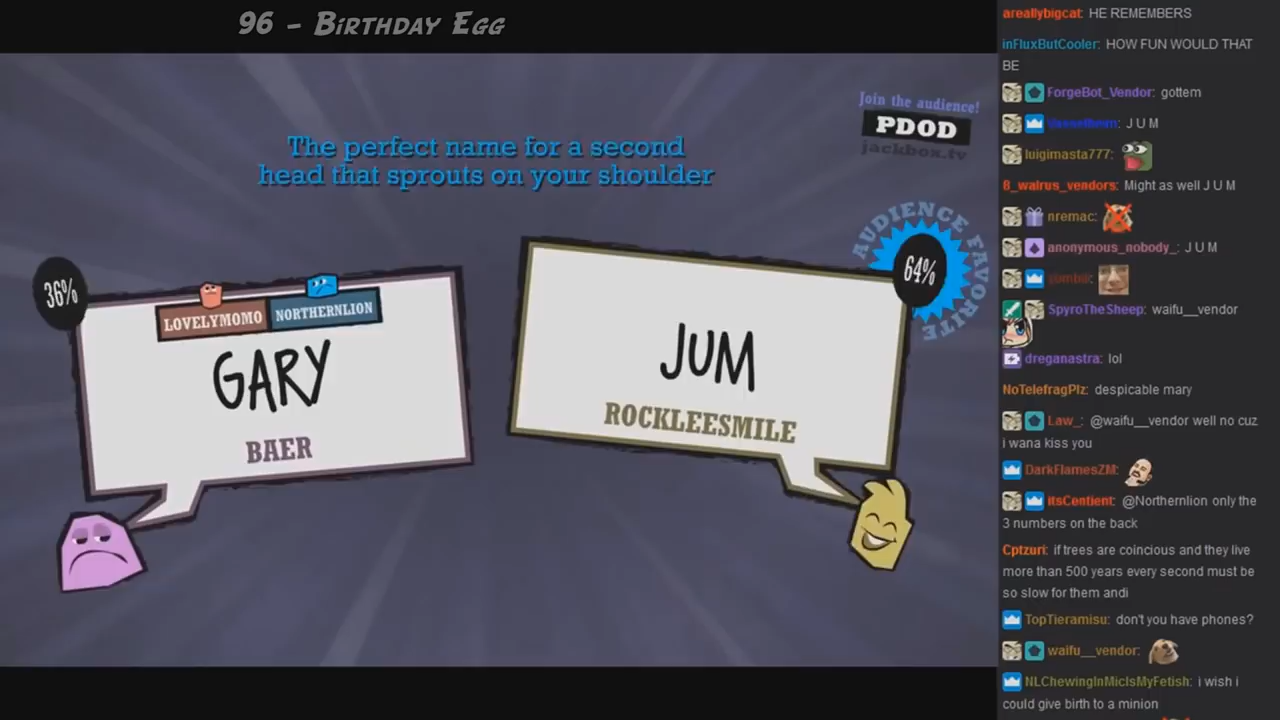 96 - Birthday Egg
Join the audience!
PDOD
jackbox.tv
The perfect name for a second
head that sprouts on your shoulder
AUDIENCE FAVORITE
36%
64%
LOVELYMOMO
NORTHERNLION
GARY
BAER
JUM
ROCKLEESMILE
areallybigcat: HE REMEMBERS
inFluxButCooler: HOW FUN WOULD THAT
BE
ForgeBot_Vendor: gottem
J U M
luigimasta777:
8_walrus_vendors: Might as well J U M
nremac:
anonymous_nobody_: J U M
SpyroTheSheep: waifu__vendor
dreganastra: lol
NoTelefragPlz: despicable mary
Law_: @waifu__vendor well no cuz
i wana kiss you
DarkFlamesZM:
itsCentient: @Northernlion only the
3 numbers on the back
Cptzuri: if trees are coincious and they live
more than 500 years every second must be
so slow for them andi
TopTieramisu: don't you have phones?
waifu__vendor:
NLChewingInMicIsMyFetish: i wish i
could give birth to a minion